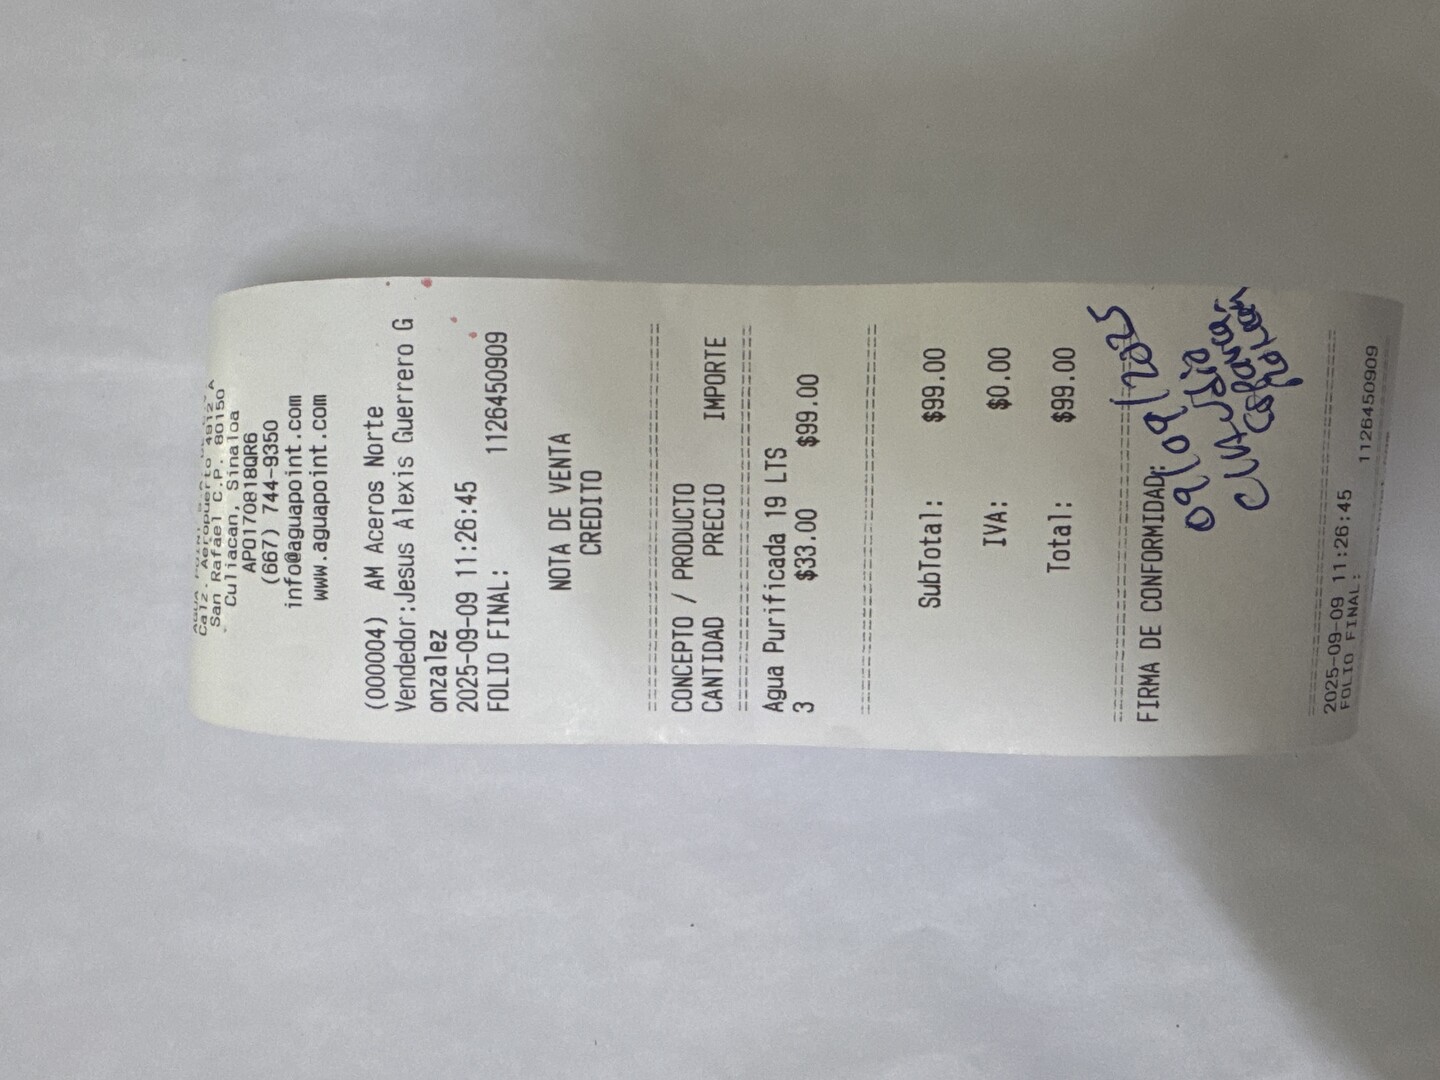 Calz. Aeropuerto 4912-A
San Rafael C.P. 80150
Culiacan, Sinaloa
APO170818QR6
(667) 744-9350
info@aguapoint.com
www.aguapoint.com
(000004) AM Aceros Norte
Vendedor:Jesus Alexis Guerrero G
onzalez
2025-09-09 11:26:45
FOLIO FINAL: 1126450909
NOTA DE VENTA
CREDITO
CONCEPTO / PRODUCTO
CANTIDAD PRECIO IMPORTE
Agua Purificada 19 LTS
3 $33.00 $99.00
SubTotal: $99.00
IVA: $0.00
Total: $99.00
FIRMA DE CONFORMIDAD:
09/09/2025
2025-09-09 11:26:45
FOLIO FINAL: 1126450909